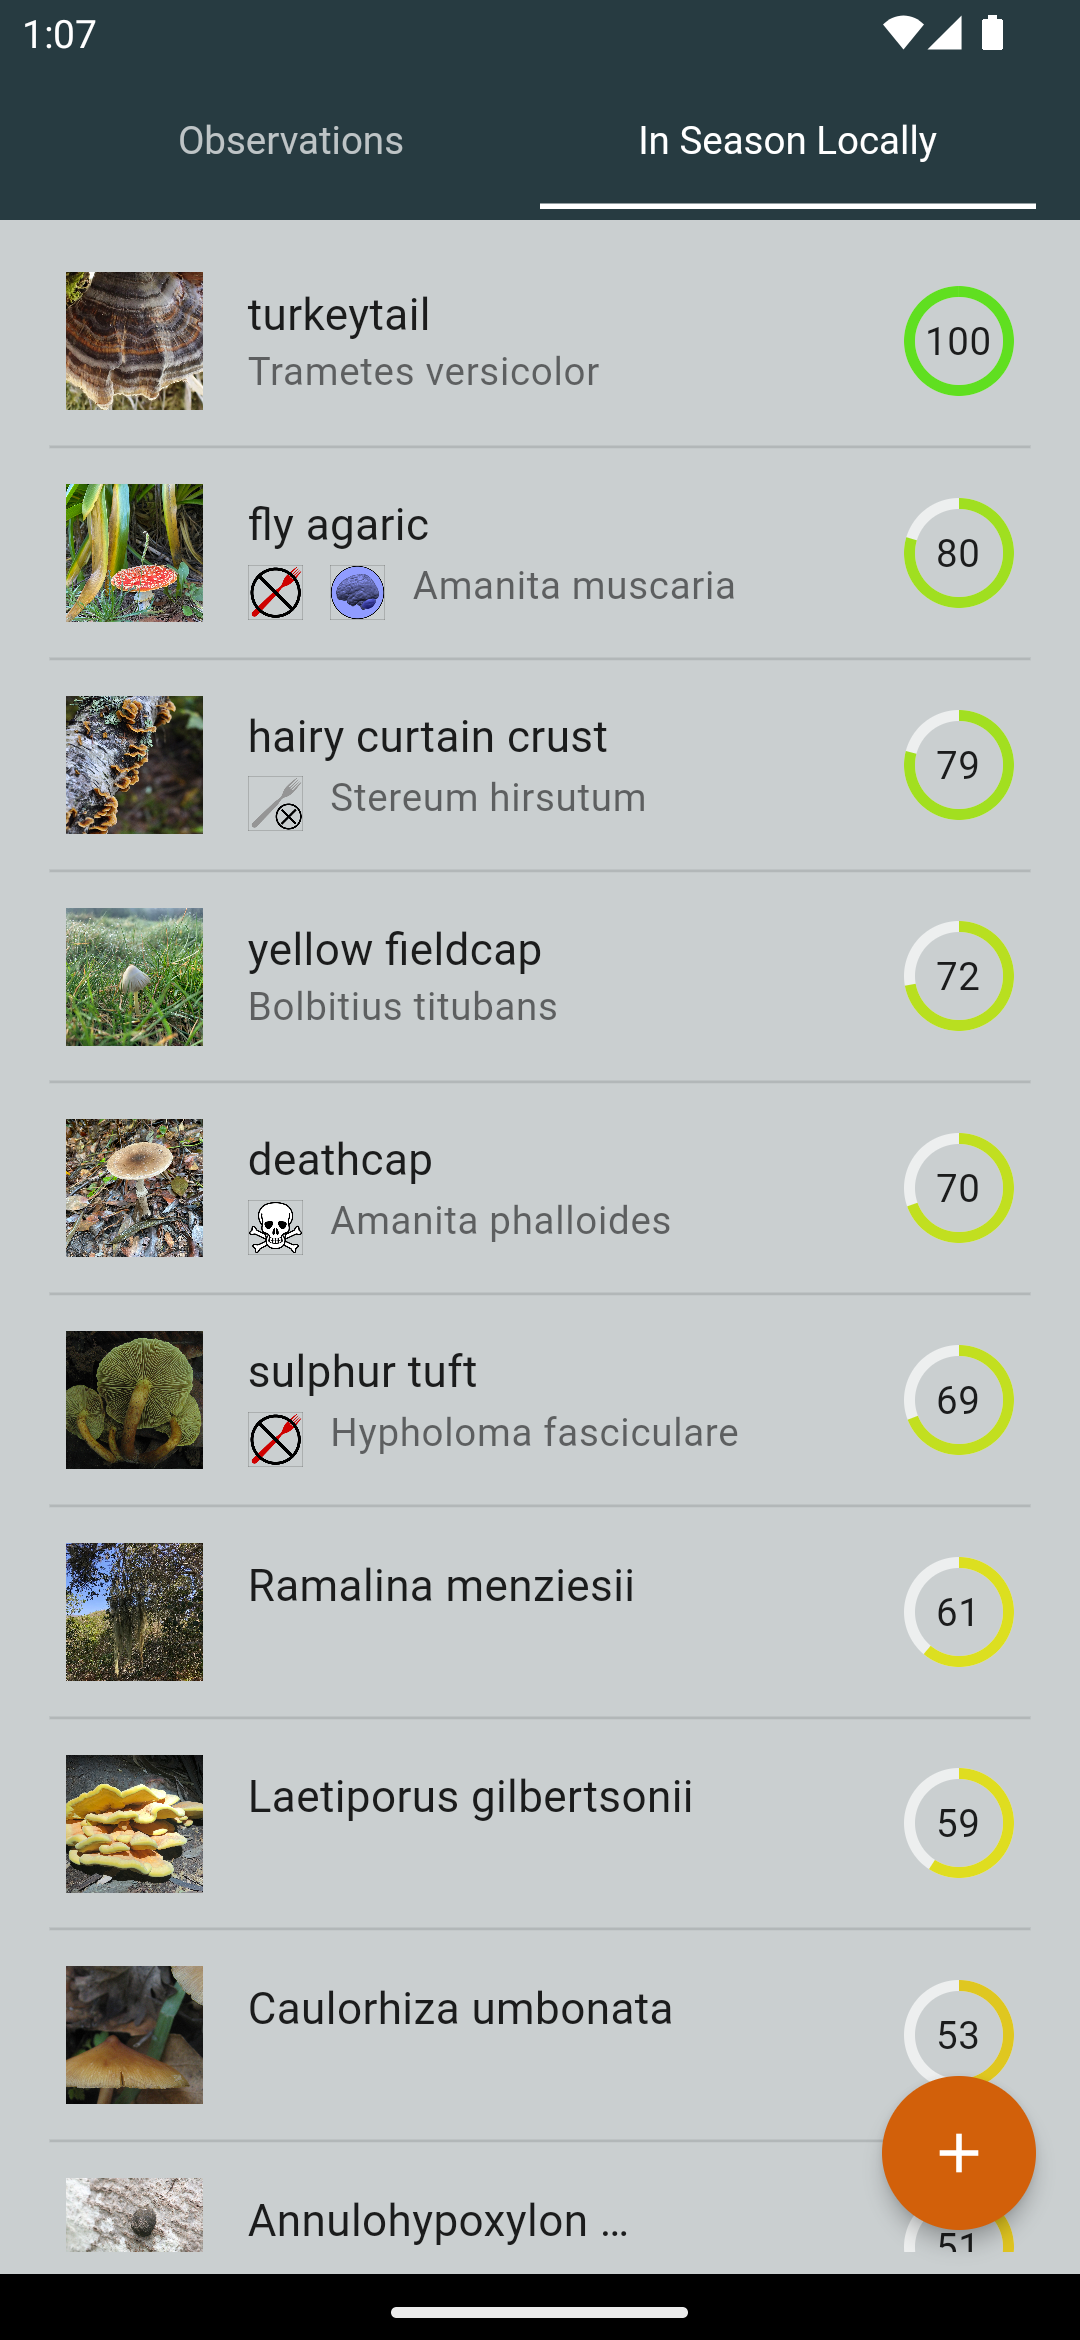 1:07
Observations
In Season Locally
turkeytail
Trametes versicolor
100
fly agaric
Amanita muscaria
80
hairy curtain crust
Stereum hirsutum
79
yellow fieldcap
Bolbitius titubans
72
deathcap
Amanita phalloides
70
sulphur tuft
Hypholoma fasciculare
69
Ramalina menziesii
61
Laetiporus gilbertsonii
59
Caulorhiza umbonata
53
Annulohypoxylon ...
51